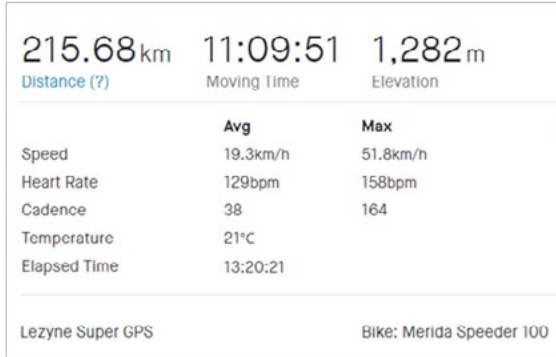 215.68km 11:09:51 1,282m
Distance (?) Moving Time Elevation
Avg Max
Speed 19.3km/h 51.8km/h
Heart Rate 129bpm 158bpm
Cadence 38 164
Temperature 21°C
Elapsed Time 13:20:21
Lezyne Super GPS Bike: Merida Speeder 100